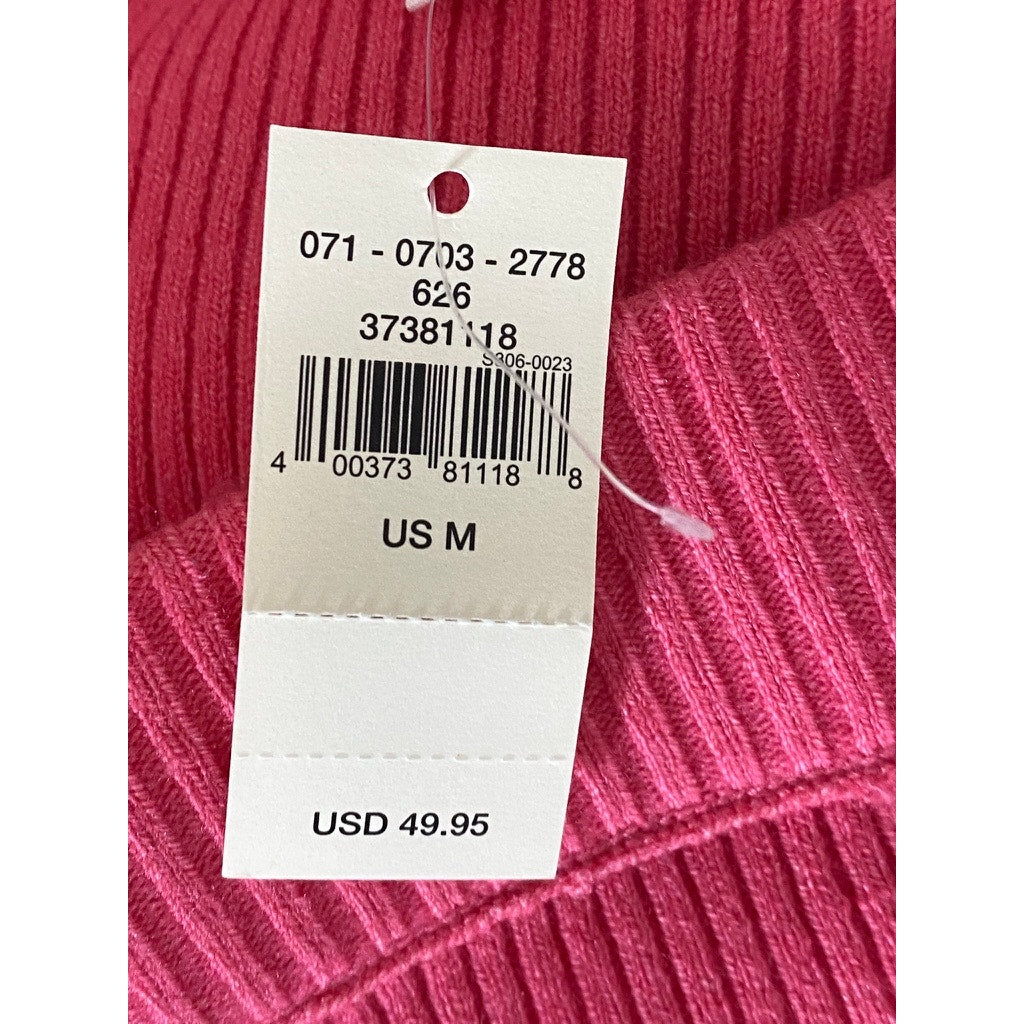 071 - 0703 - 2778
626
37381118
S306-0023
4 00373 81118 8
US M
USD 49.95